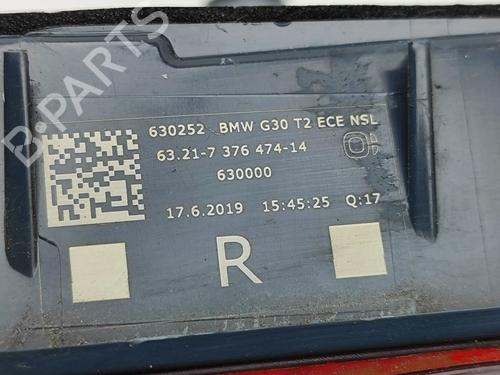 B-PARTS
630252 BMW G30 T2 ECE NSL
63.21-7 376 474-14
630000
17.6.2019 15:45:25 Q:17
R